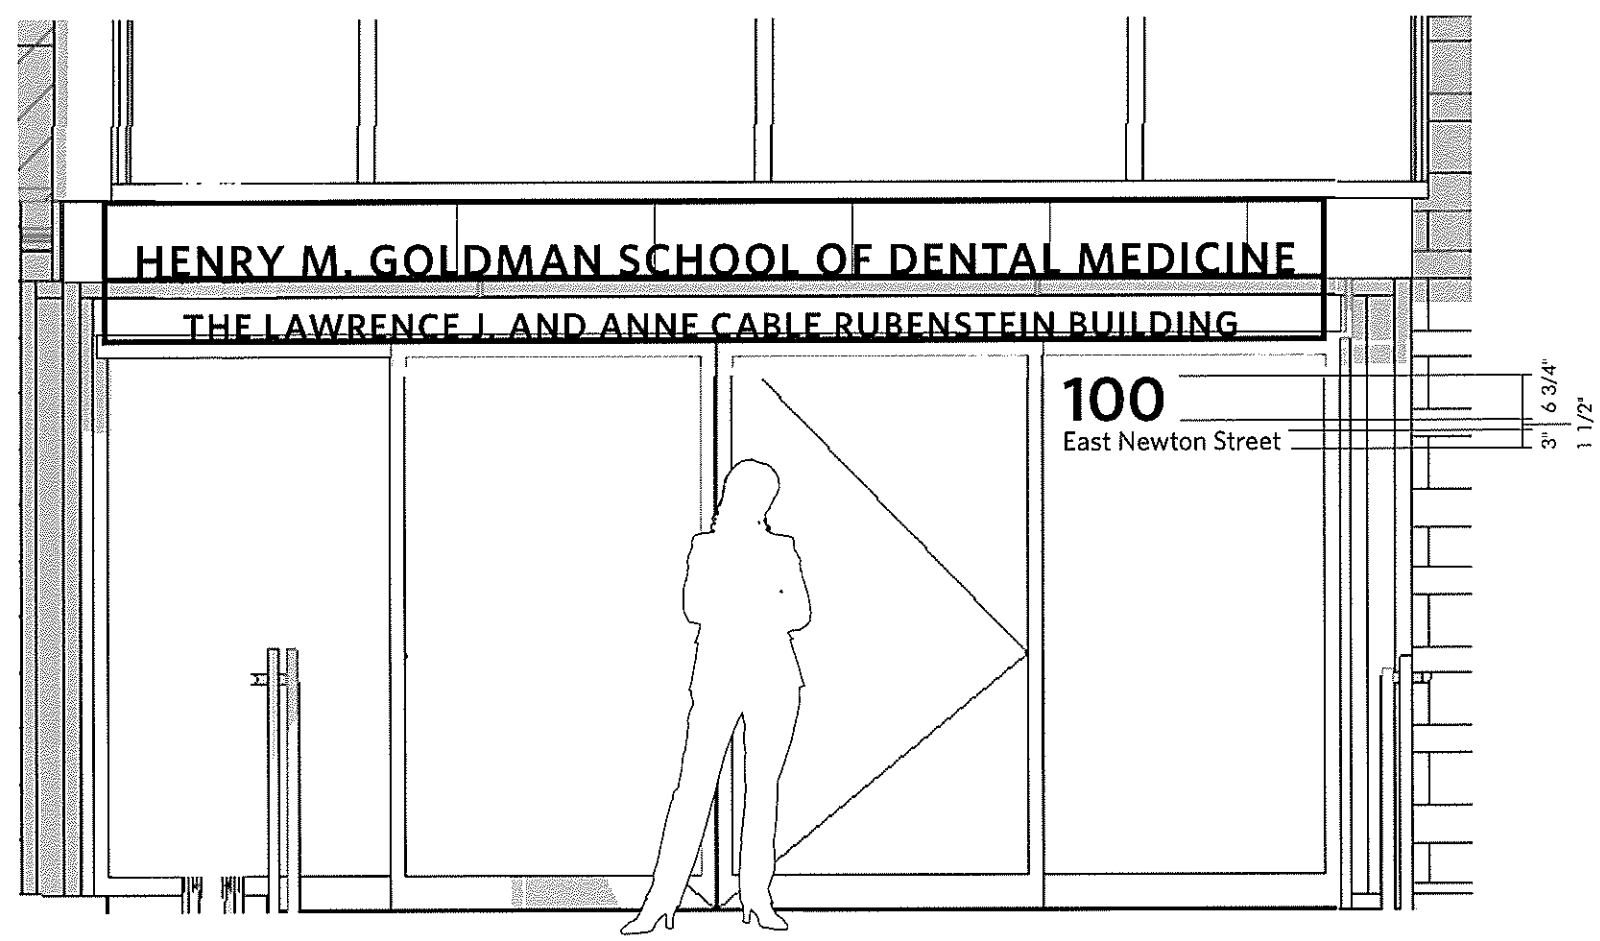 HENRY M. GOLDMAN SCHOOL OF DENTAL MEDICINE
THE LAWRENCE J. AND ANNE CABLE RUBENSTEIN BUILDING
100
East Newton Street
6 3/4"
3"
1 1/2"